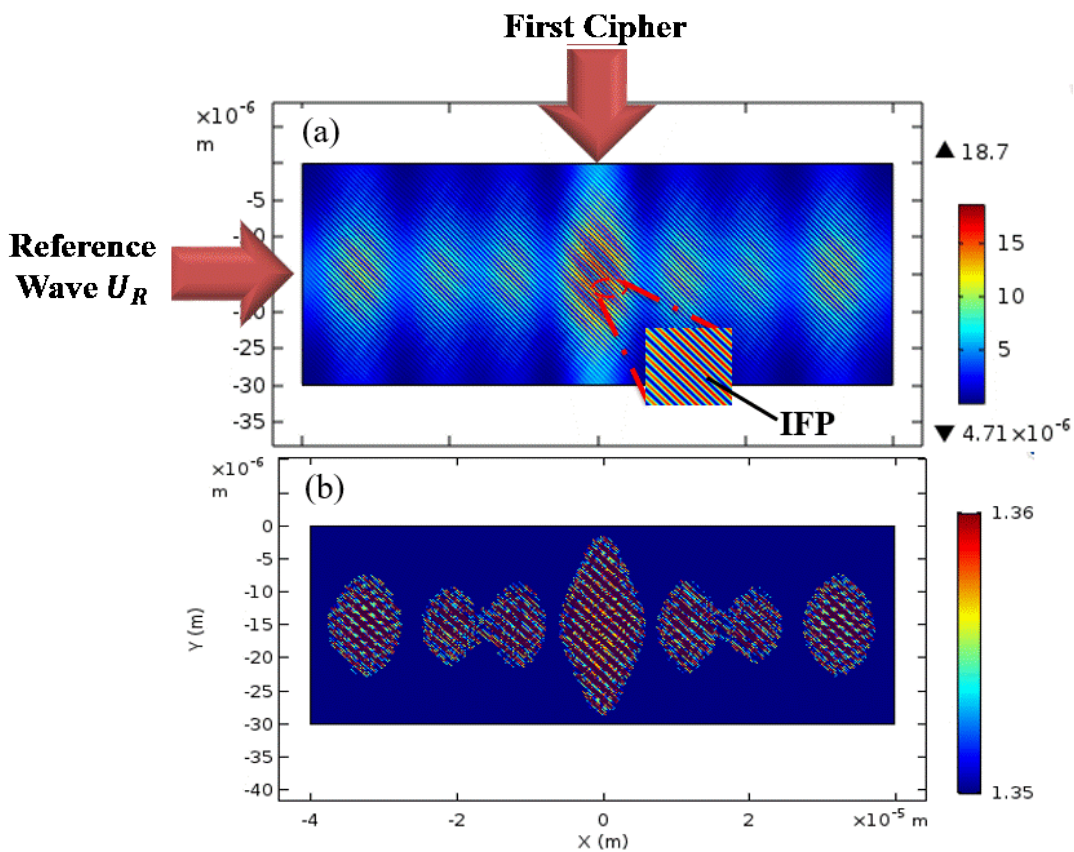 First Cipher
×10⁻⁶
m
(a)
18.7
-5
15
Reference
Wave U_R
10
5
-25
-30
-35
IFP
4.71×10⁻⁶
×10⁻⁶
m
(b)
1.36
0
-5
-10
-15
-20
-25
-30
-35
-40
Y (m)
1.35
-4
-2
0
2
×10⁻⁵ m
X (m)